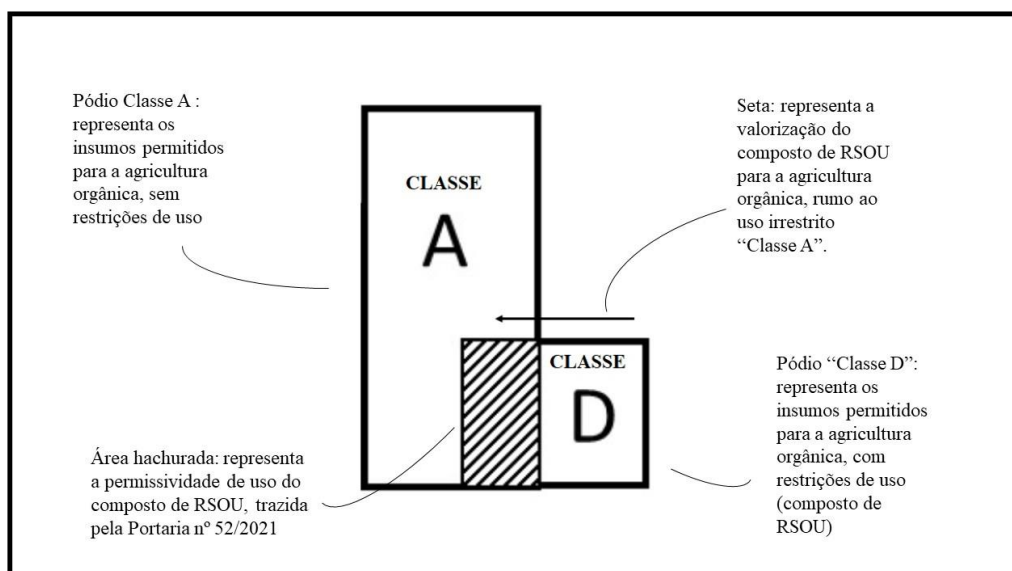 Pódio Classe A :
representa os
insumos permitidos
para a agricultura
orgânica, sem
restrições de uso
CLASSE
A
Seta: representa a
valorização do
composto de RSOU
para a agricultura
orgânica, rumo ao
uso irrestrito
“Classe A”.
CLASSE
D
Pódio “Classe D”:
representa os
insumos permitidos
para a agricultura
orgânica, com
restrições de uso
(composto de
RSOU)
Área hachurada: representa
a permissividade de uso do
composto de RSOU, trazida
pela Portaria nº 52/2021